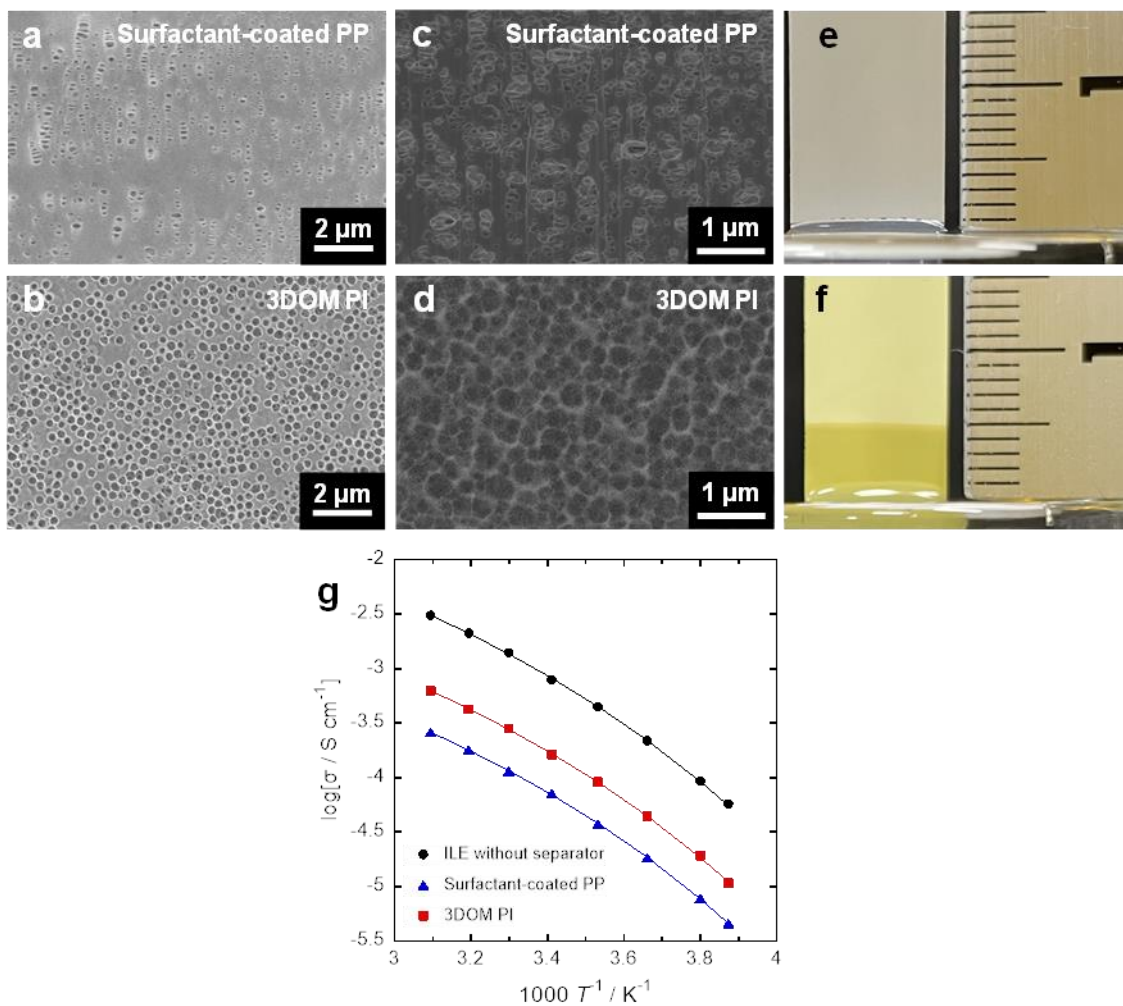 a
Surfactant-coated PP
2 µm
c
Surfactant-coated PP
1 µm
e
b
3DOM PI
2 µm
d
3DOM PI
1 µm
f
g
-2
-2.5
-3
-3.5
-4
-4.5
-5
-5.5
log[σ / S cm⁻¹]
ILE without separator
Surfactant-coated PP
3DOM PI
3 3.2 3.4 3.6 3.8 4
1000 T⁻¹ / K⁻¹